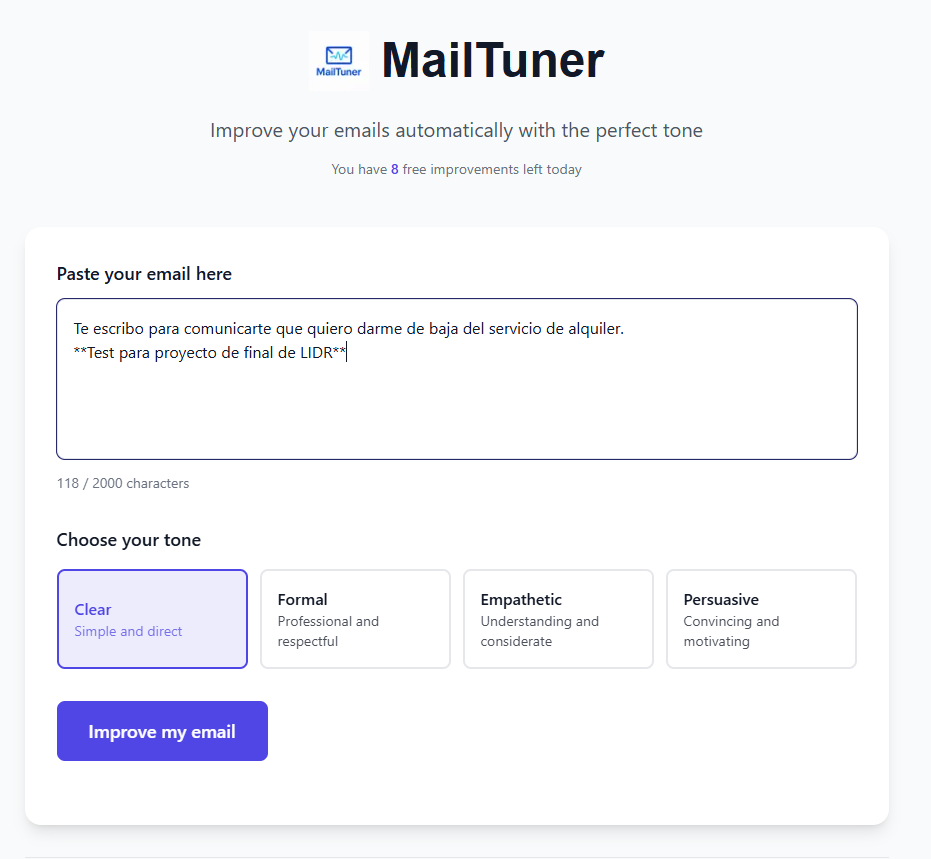 MailTuner
MailTuner
Improve your emails automatically with the perfect tone
You have 8 free improvements left today
Paste your email here
Te escribo para comunicarte que quiero darme de baja del servicio de alquiler.
**Test para proyecto de final de LIDR**
118 / 2000 characters
Choose your tone
Clear
Simple and direct
Formal
Professional and
respectful
Empathetic
Understanding and
considerate
Persuasive
Convincing and
motivating
Improve my email